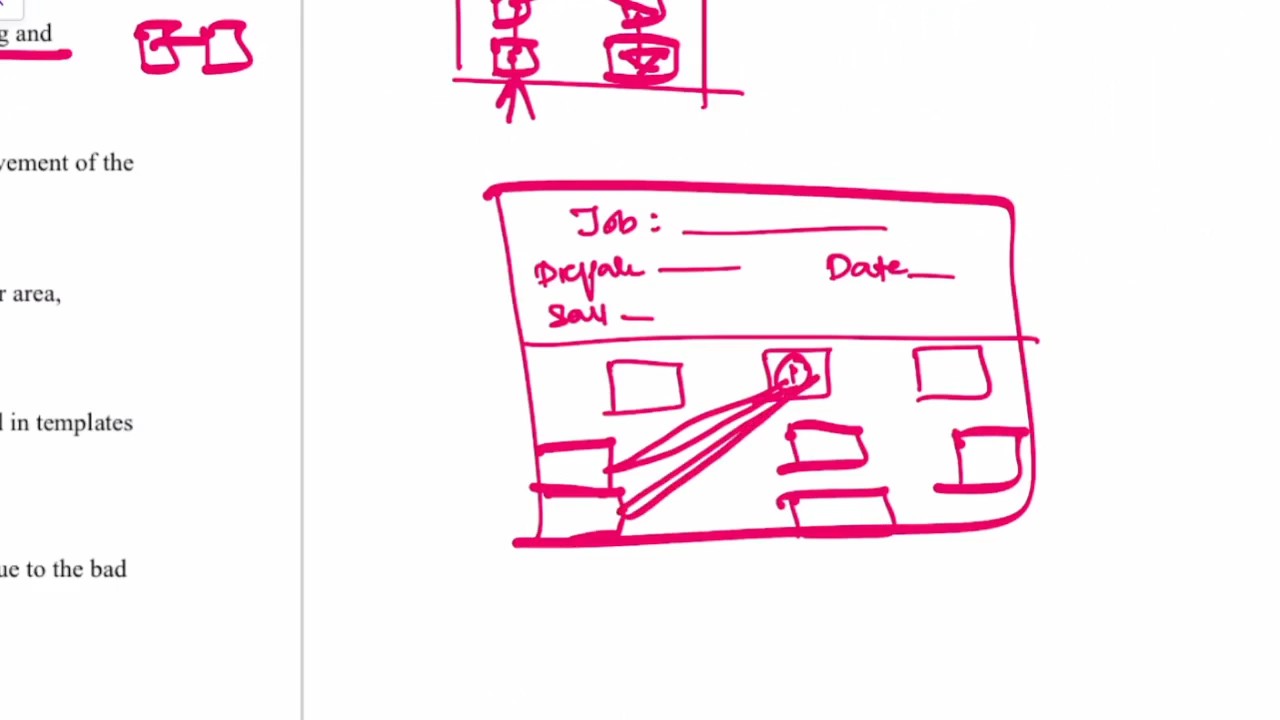 g and
vement of the
r area,
l in templates
ue to the bad
Job:
Date